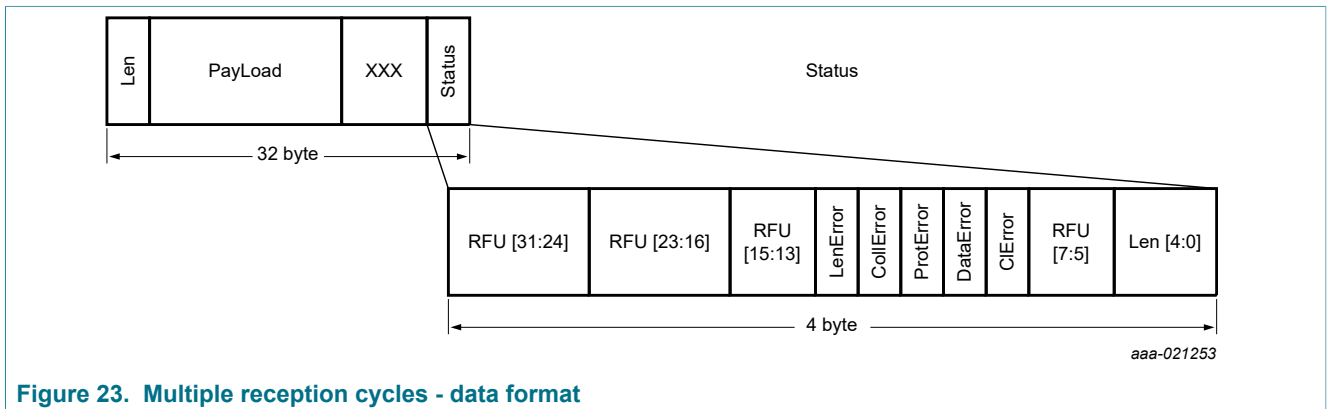 Len
PayLoad
XXX
Status
Status
32 byte
RFU [31:24]
RFU [23:16]
RFU
[15:13]
LenError
CollError
ProtError
DataError
ClError
RFU
[7:5]
Len [4:0]
4 byte
aaa-021253
Figure 23. Multiple reception cycles - data format